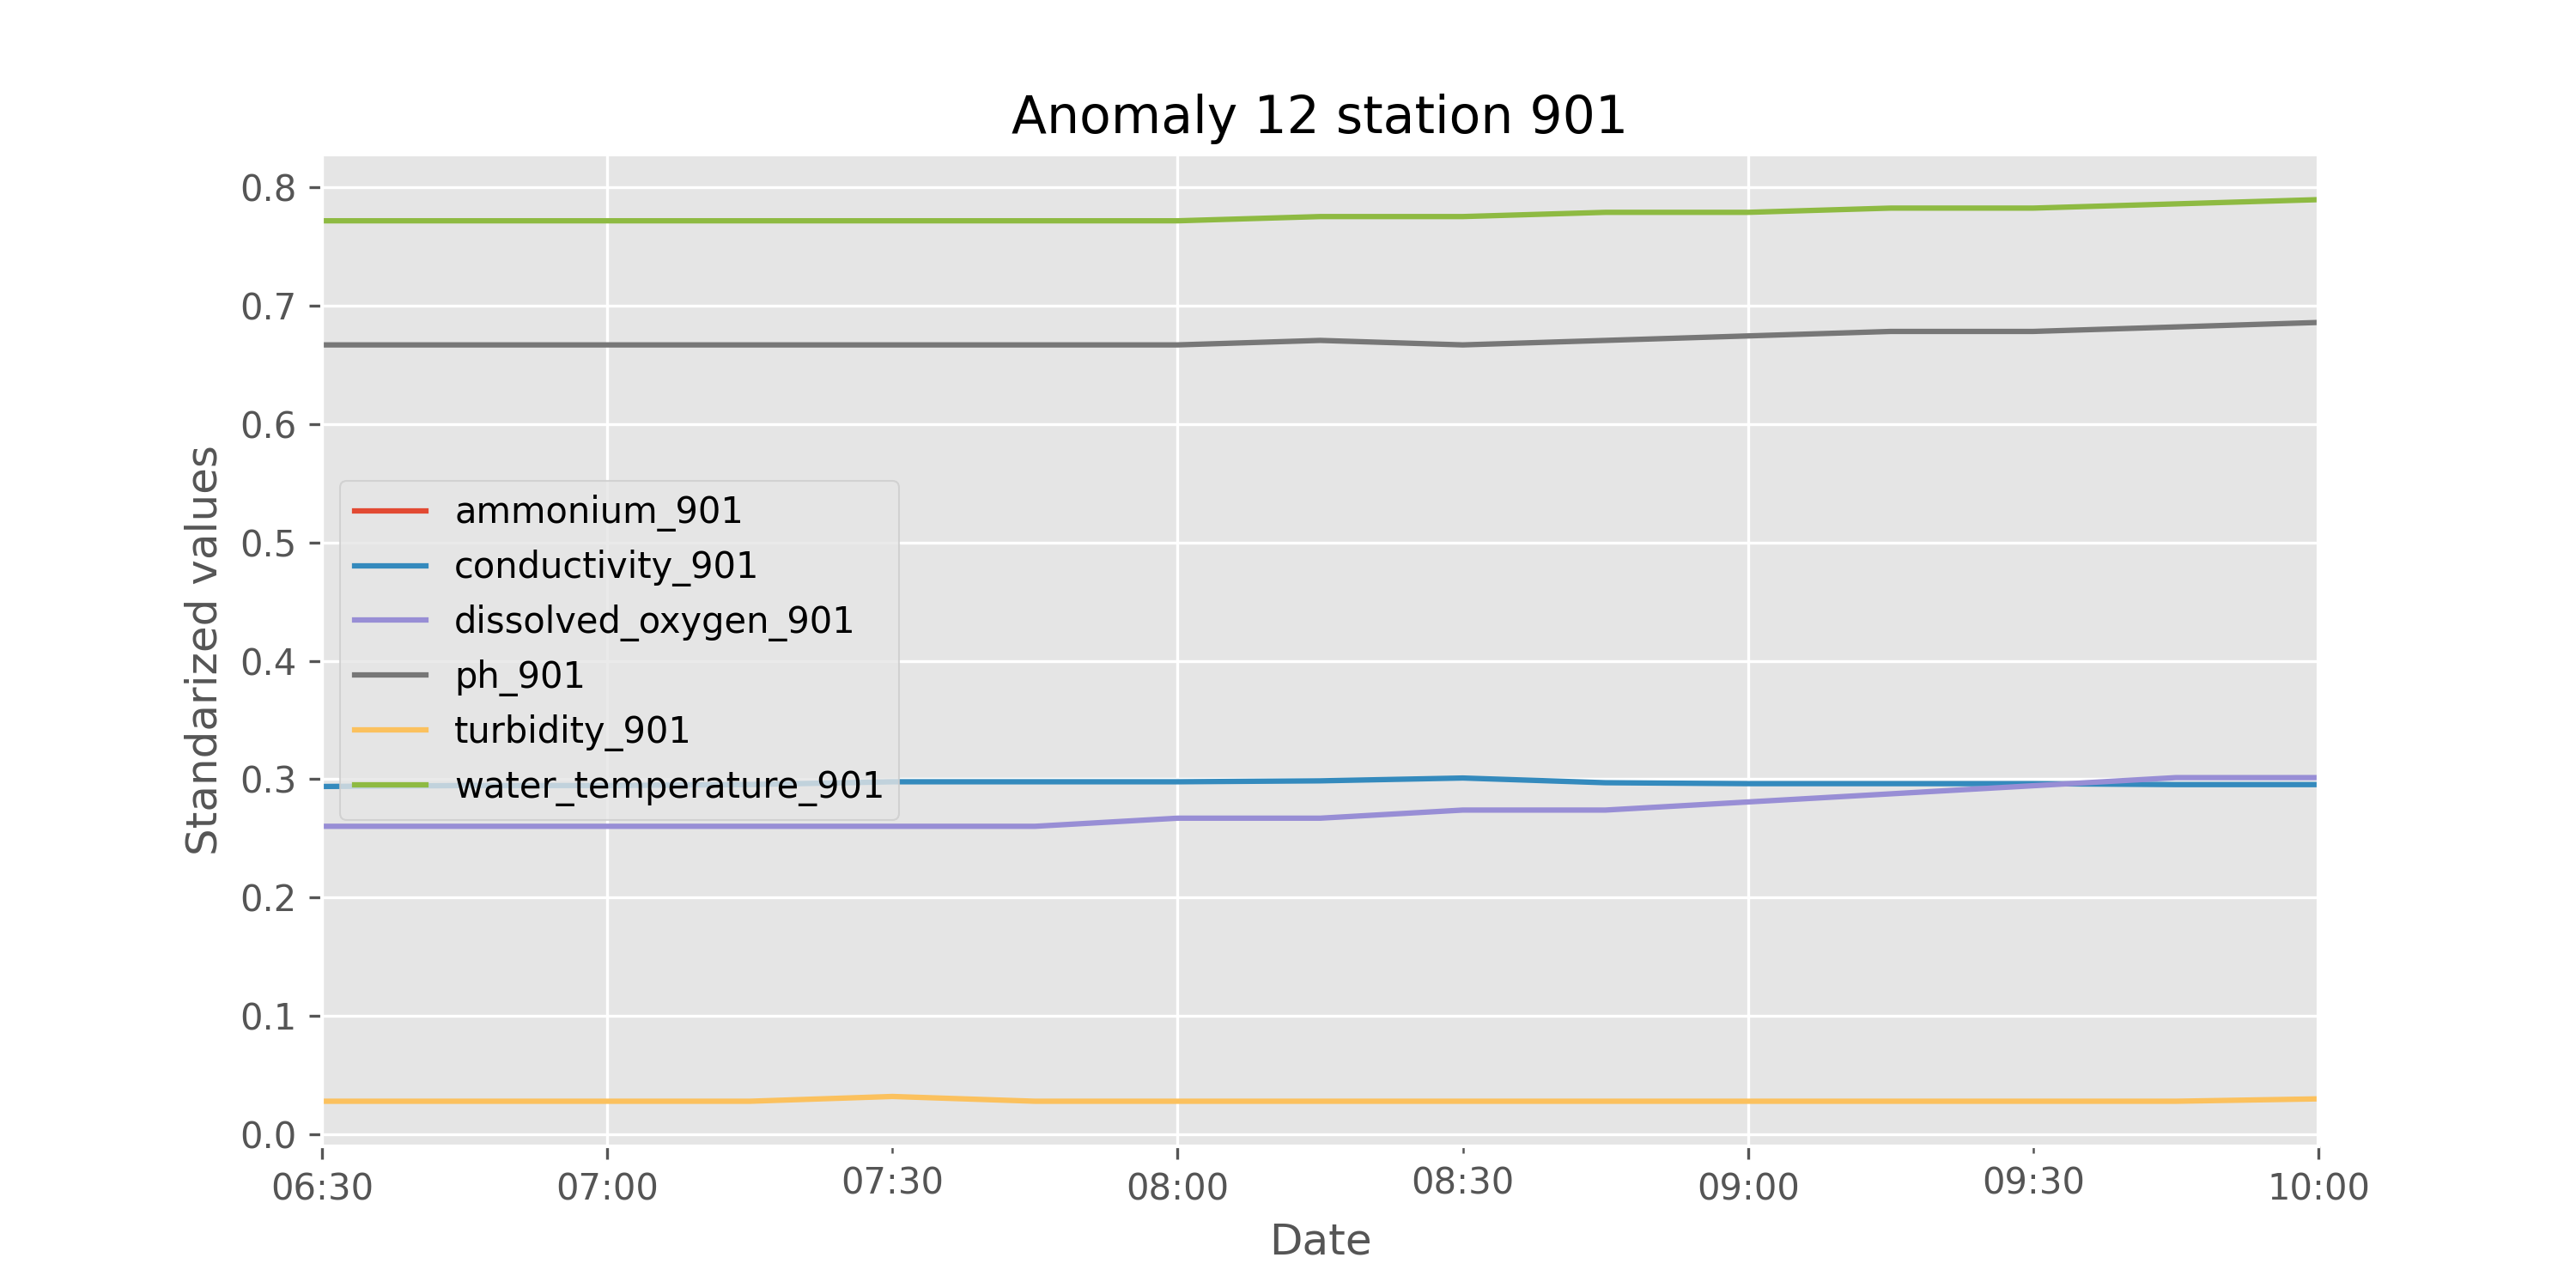 Anomaly 12 station 901
Standarized values
0.8
0.7
0.6
0.5
0.4
0.3
0.2
0.1
0.0
ammonium_901
conductivity_901
dissolved_oxygen_901
ph_901
turbidity_901
water_temperature_901
06:30 07:00 07:30 08:00 08:30 09:00 09:30 10:00
Date